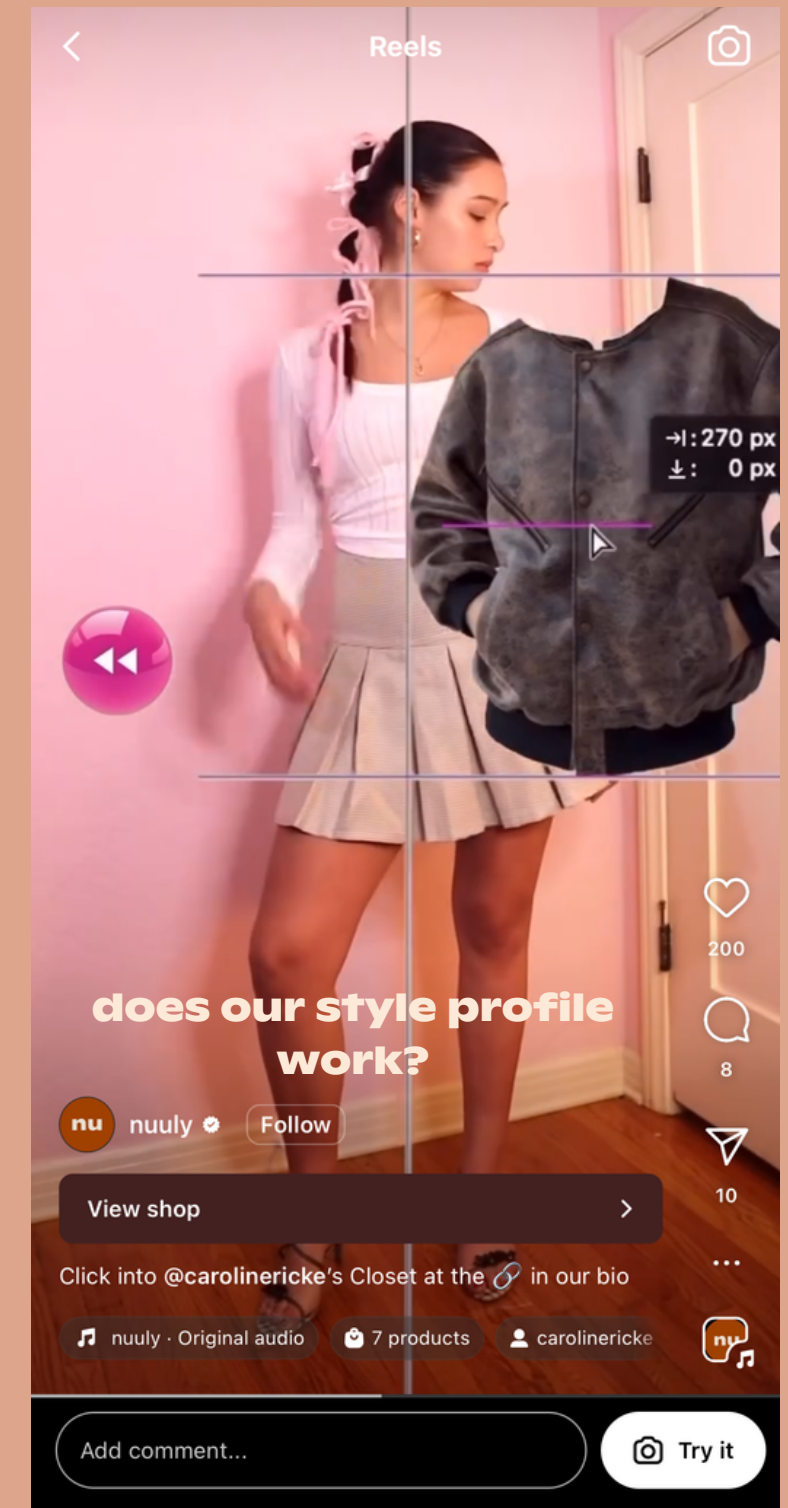 Reels
→|: 270 px
↓: 0 px
200
does our style profile
work?
8
nu
nuuly
Follow
View shop
10
Click into @carolinericke's Closet at the 🔗 in our bio
nuuly · Original audio
7 products
carolinericke
nu
Add comment...
Try it